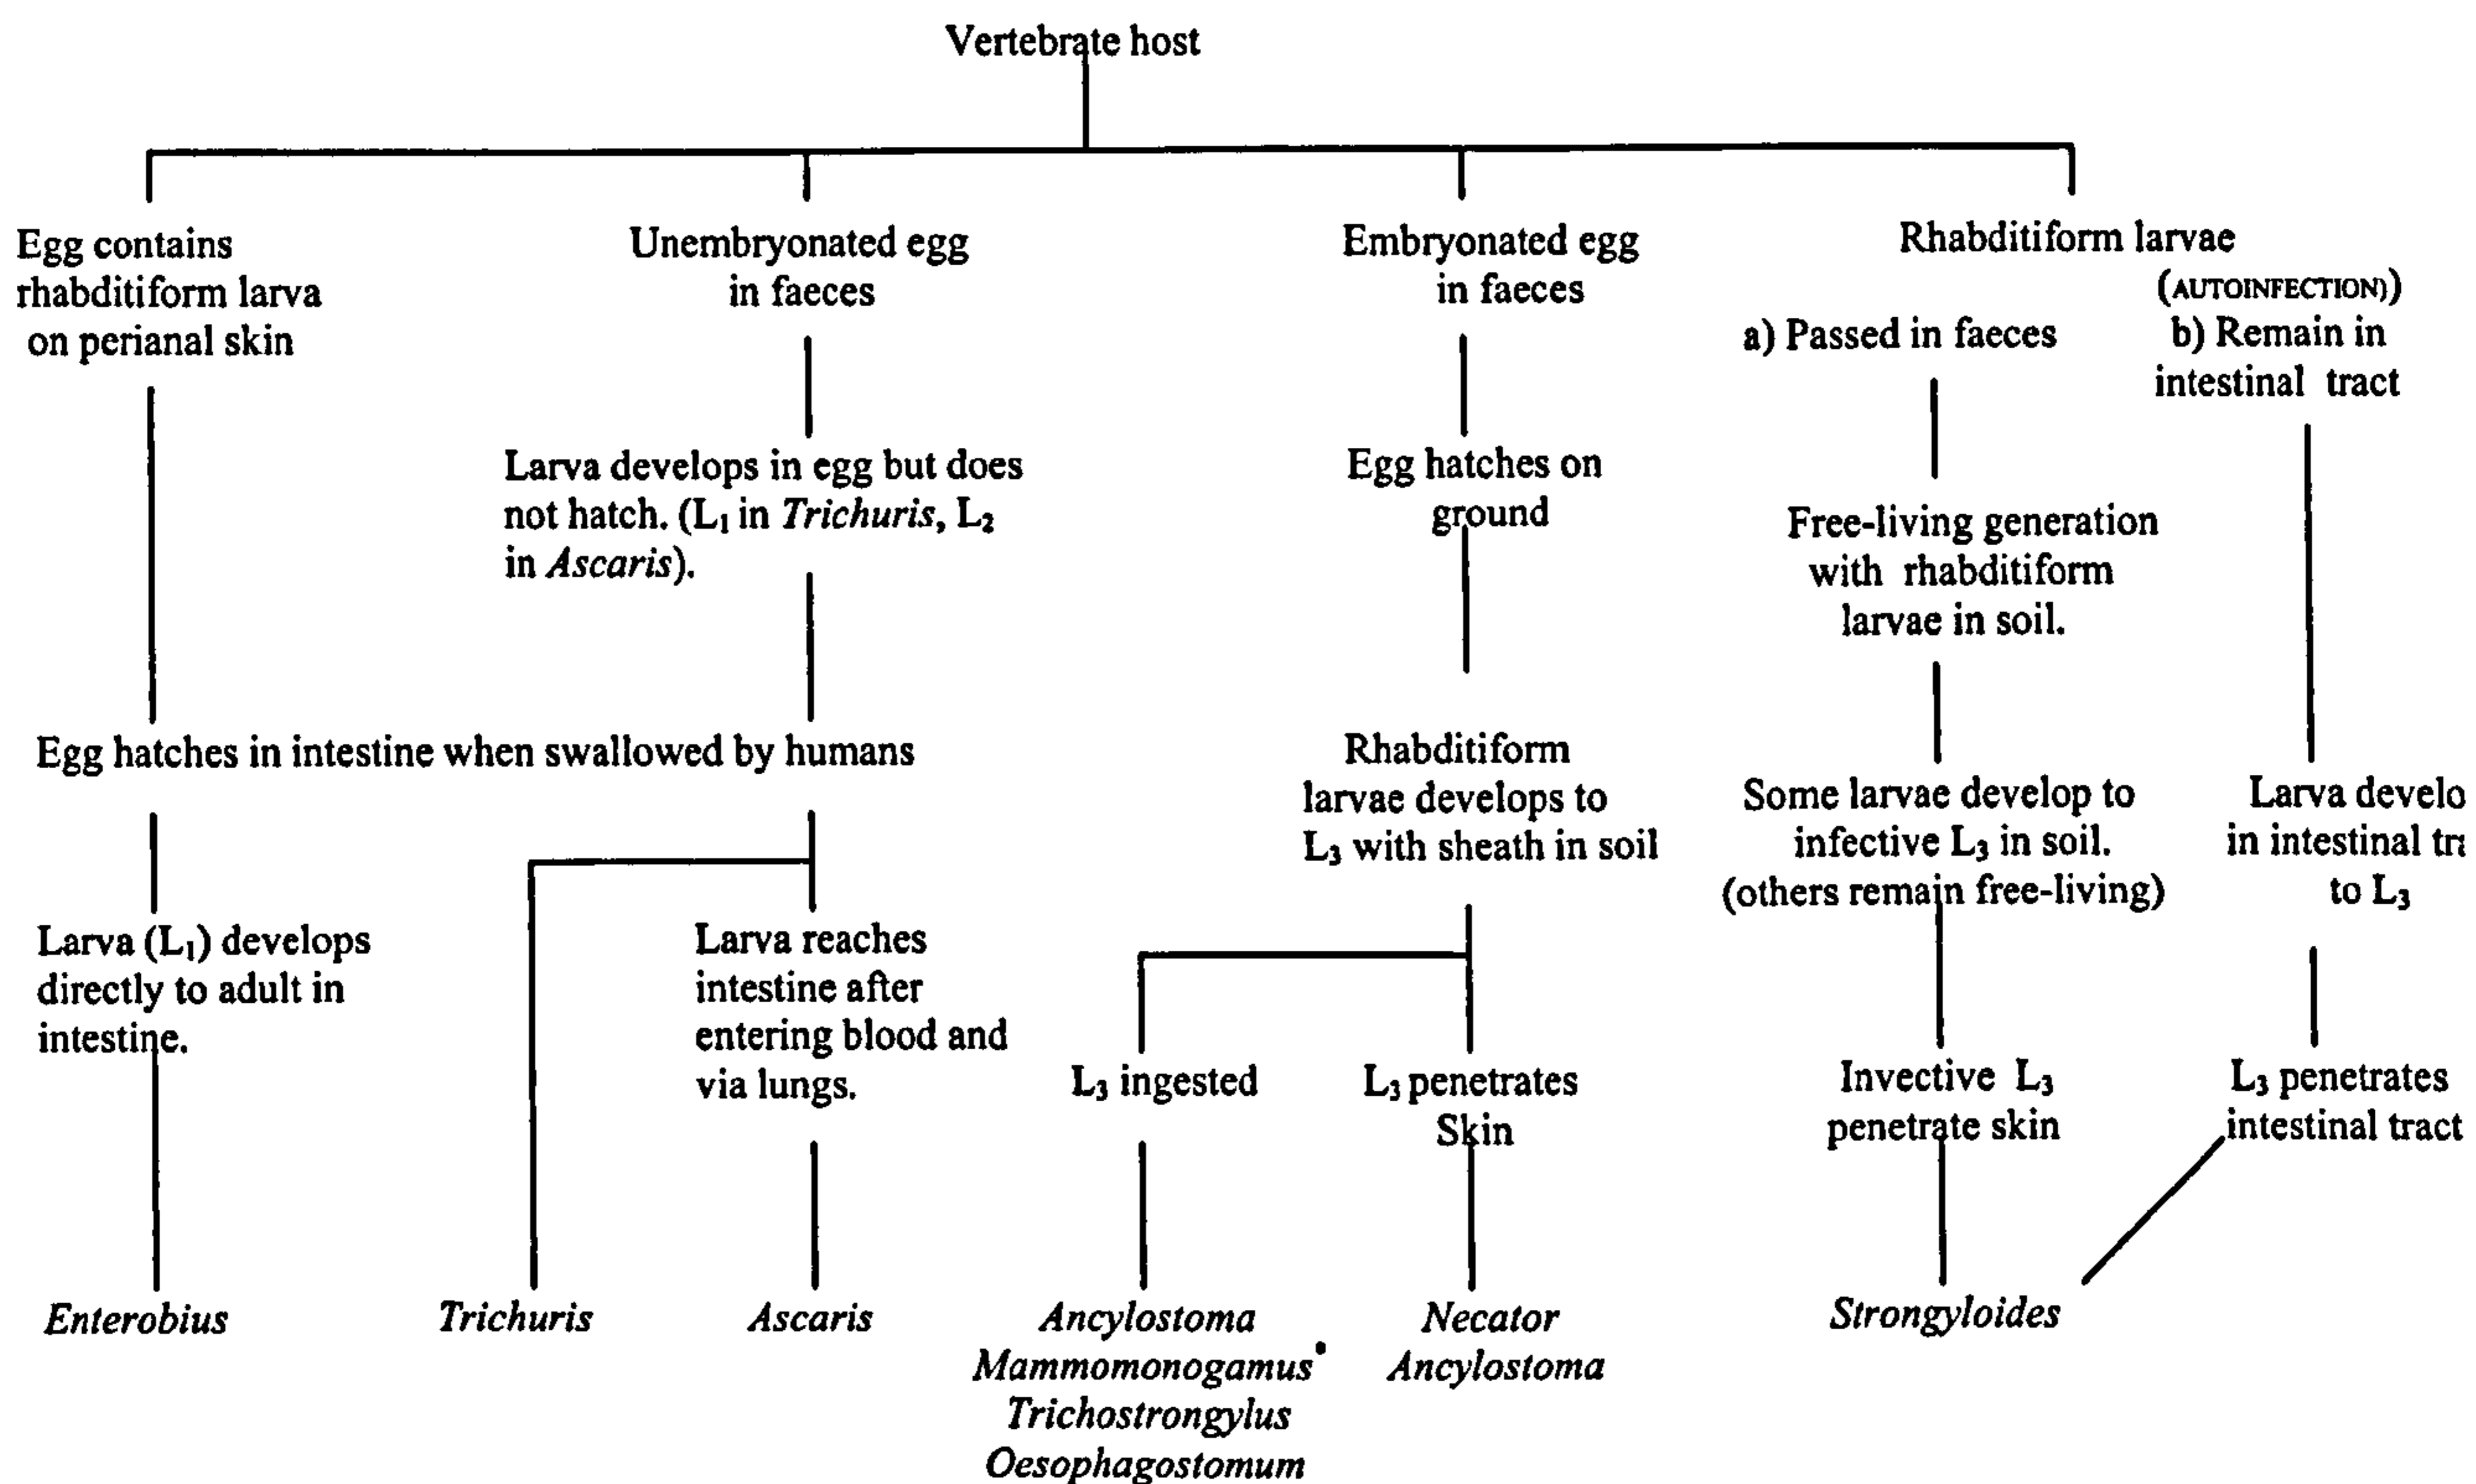 Vertebrate host
Egg contains
rhabditiform larva
on perianal skin
Unembryonated egg
in faeces
Embryonated egg
in faeces
Rhabditiform larvae
(AUTOINFECTION))
a) Passed in faeces
b) Remain in
intestinal tract
Larva develops in egg but does
not hatch. (L₁ in Trichuris, L₂
in Ascaris).
Egg hatches on
ground
Free-living generation
with rhabditiform
larvae in soil.
Egg hatches in intestine when swallowed by humans
Rhabditiform
larvae develops to
L₃ with sheath in soil
Some larvae develop to
infective L₃ in soil.
(others remain free-living)
Larva develo
in intestinal tr
to L₃
Larva (L₁) develops
directly to adult in
intestine.
Larva reaches
intestine after
entering blood and
via lungs.
L₃ ingested
L₃ penetrates
Skin
Invective L₃
penetrate skin
L₃ penetrates
intestinal tract
Enterobius
Trichuris
Ascaris
Ancylostoma
Mammomonogamus•
Trichostrongylus
Oesophagostomum
Necator
Ancylostoma
Strongyloides